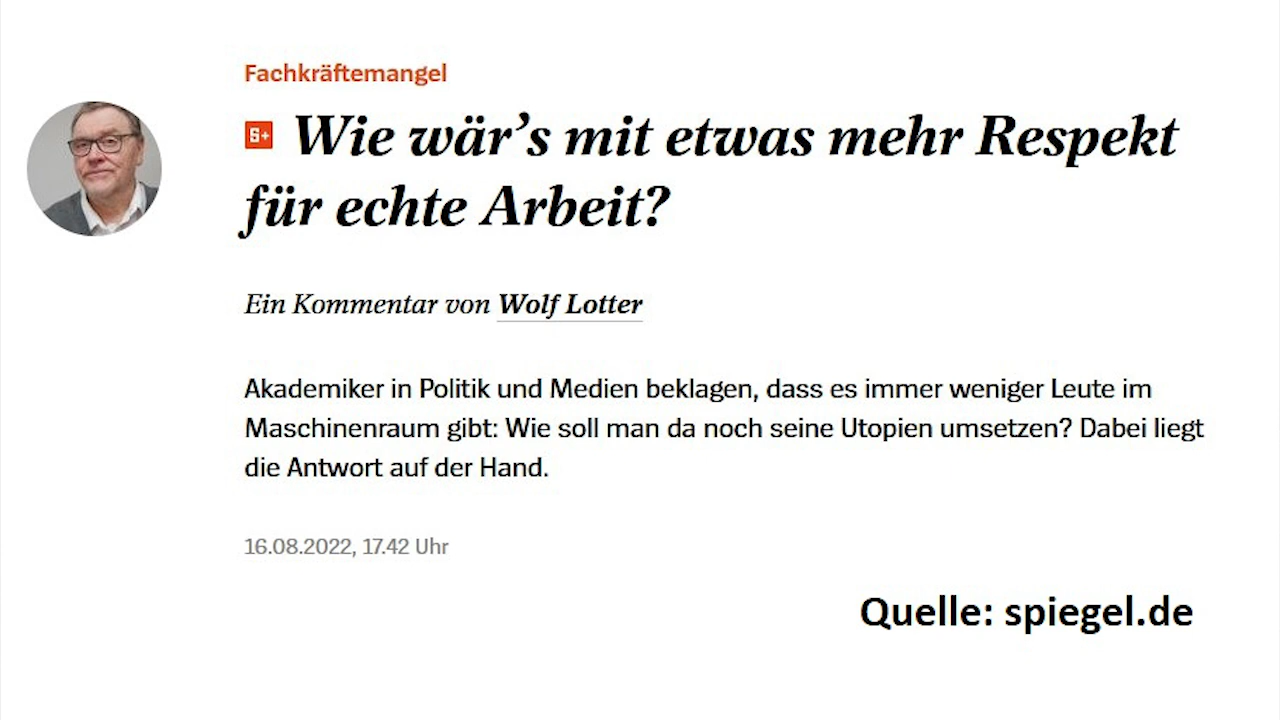 Fachkräftemangel
S+ Wie wär’s mit etwas mehr Respekt
für echte Arbeit?
Ein Kommentar von Wolf Lotter
Akademiker in Politik und Medien beklagen, dass es immer weniger Leute im
Maschinenraum gibt: Wie soll man da noch seine Utopien umsetzen? Dabei liegt
die Antwort auf der Hand.
16.08.2022, 17.42 Uhr
Quelle: spiegel.de